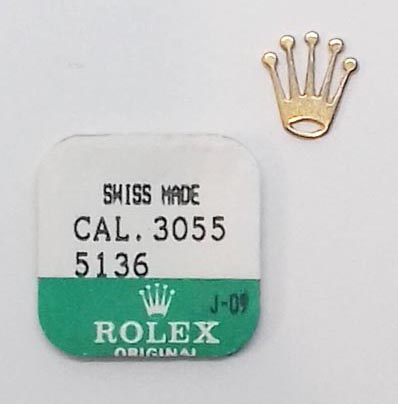 SWISS MADE
CAL. 3055
5136
J-09
ROLEX
ORIGINAL